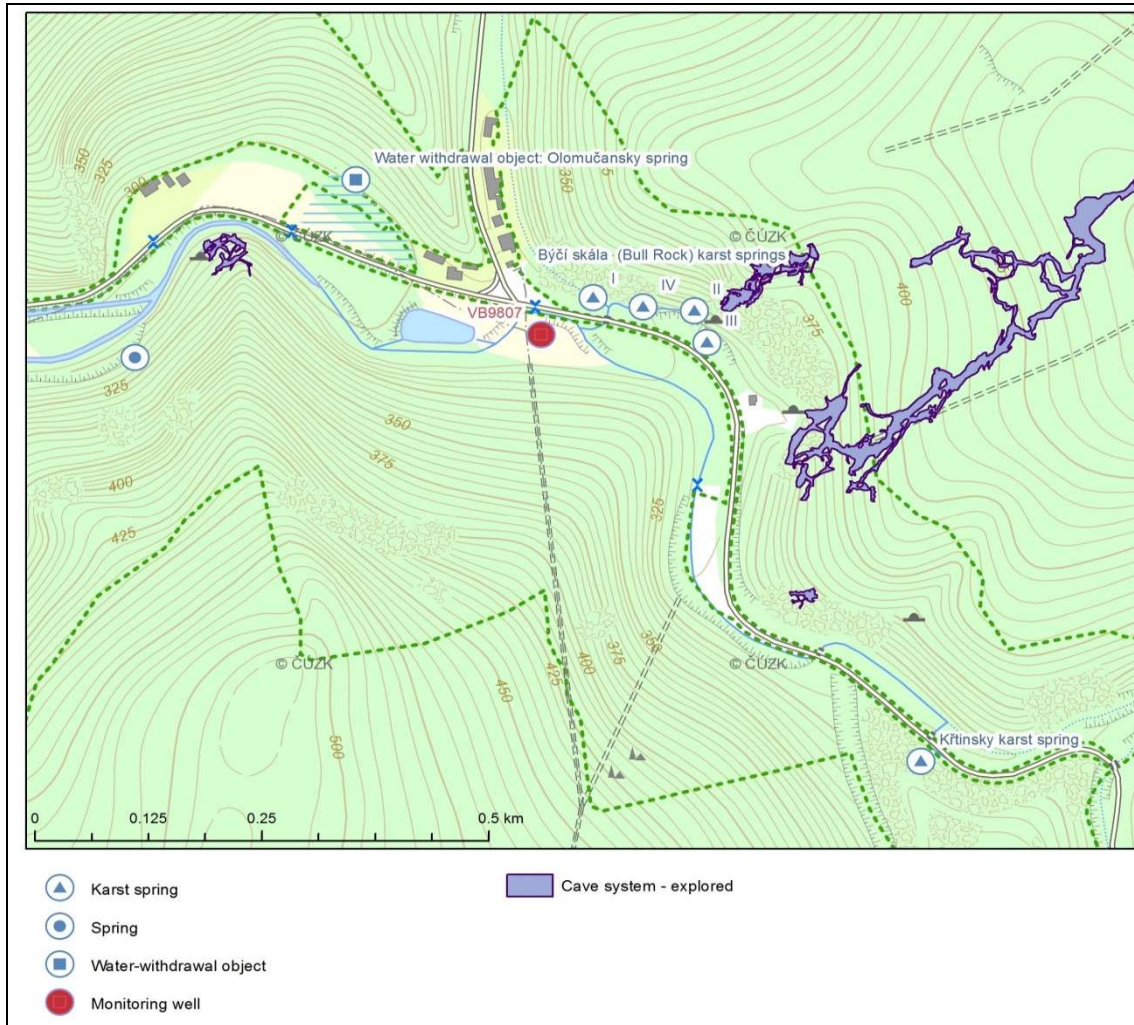 350
325
300
Water withdrawal object: Olomučansky spring
350
375
© ČÚZK
© ČÚZK
Býčí skála (Bull Rock) karst springs
I
IV
II
III
400
375
VB9807
325
350
375
400
425
325
© ČÚZK
© ČÚZK
350
375
400
425
450
500
Křtinsky karst spring
0
0.125
0.25
0.5 km
Karst spring
Spring
Water-withdrawal object
Monitoring well
Cave system - explored